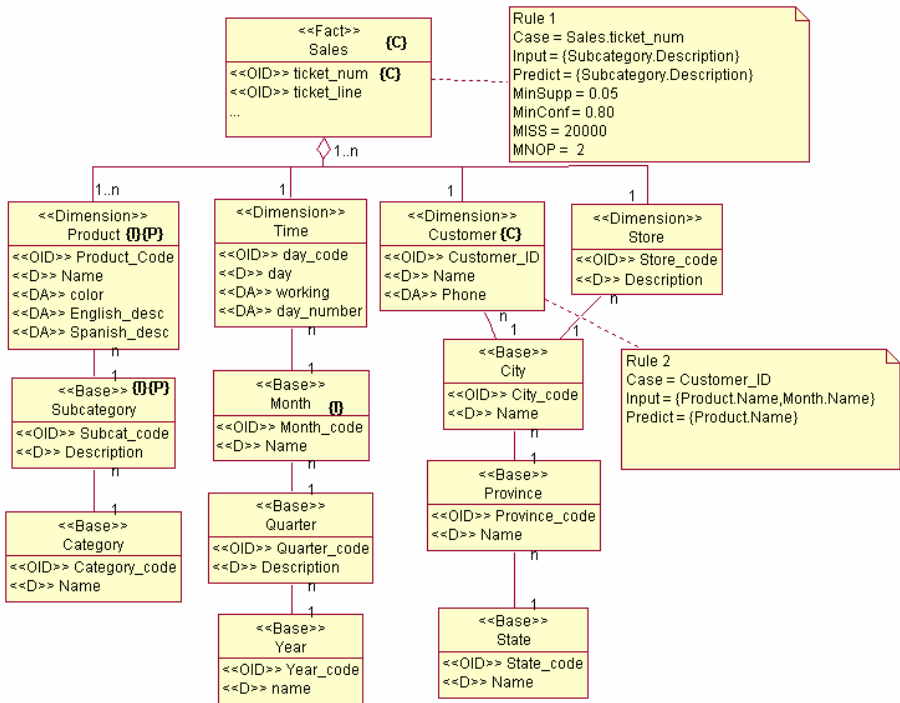 <<Fact>>
Sales {C}
<<OID>> ticket_num {C}
<<OID>> ticket_line
...
Rule 1
Case = Sales.ticket_num
Input = {Subcategory.Description}
Predict = {Subcategory.Description}
MinSupp = 0.05
MinConf = 0.80
MISS = 20000
MNOP = 2
1..n
1..n
1
1
1
<<Dimension>>
Product {I}{P}
<<OID>> Product_Code
<<D>> Name
<<DA>> color
<<DA>> English_desc
<<DA>> Spanish_desc
n
1
<<Base>> {I}{P}
Subcategory
<<OID>> Subcat_code
<<D>> Description
n
1
<<Base>>
Category
<<OID>> Category_code
<<D>> Name
<<Dimension>>
Time
<<OID>> day_code
<<D>> day
<<DA>> working
<<DA>> day_number
n
1
<<Base>>
Month {I}
<<OID>> Month_code
<<D>> Name
n
1
<<Base>>
Quarter
<<OID>> Quarter_code
<<D>> Description
n
1
<<Base>>
Year
<<OID>> Year_code
<<D>> name
<<Dimension>>
Customer {C}
<<OID>> Customer_ID
<<D>> Name
<<DA>> Phone
n
1
<<Dimension>>
Store
<<OID>> Store_code
<<D>> Description
n
1
<<Base>>
City
<<OID>> City_code
<<D>> Name
n
1
<<Base>>
Province
<<OID>> Province_code
<<D>> Name
n
1
<<Base>>
State
<<OID>> State_code
<<D>> Name
Rule 2
Case = Customer_ID
Input = {Product.Name,Month.Name}
Predict = {Product.Name}